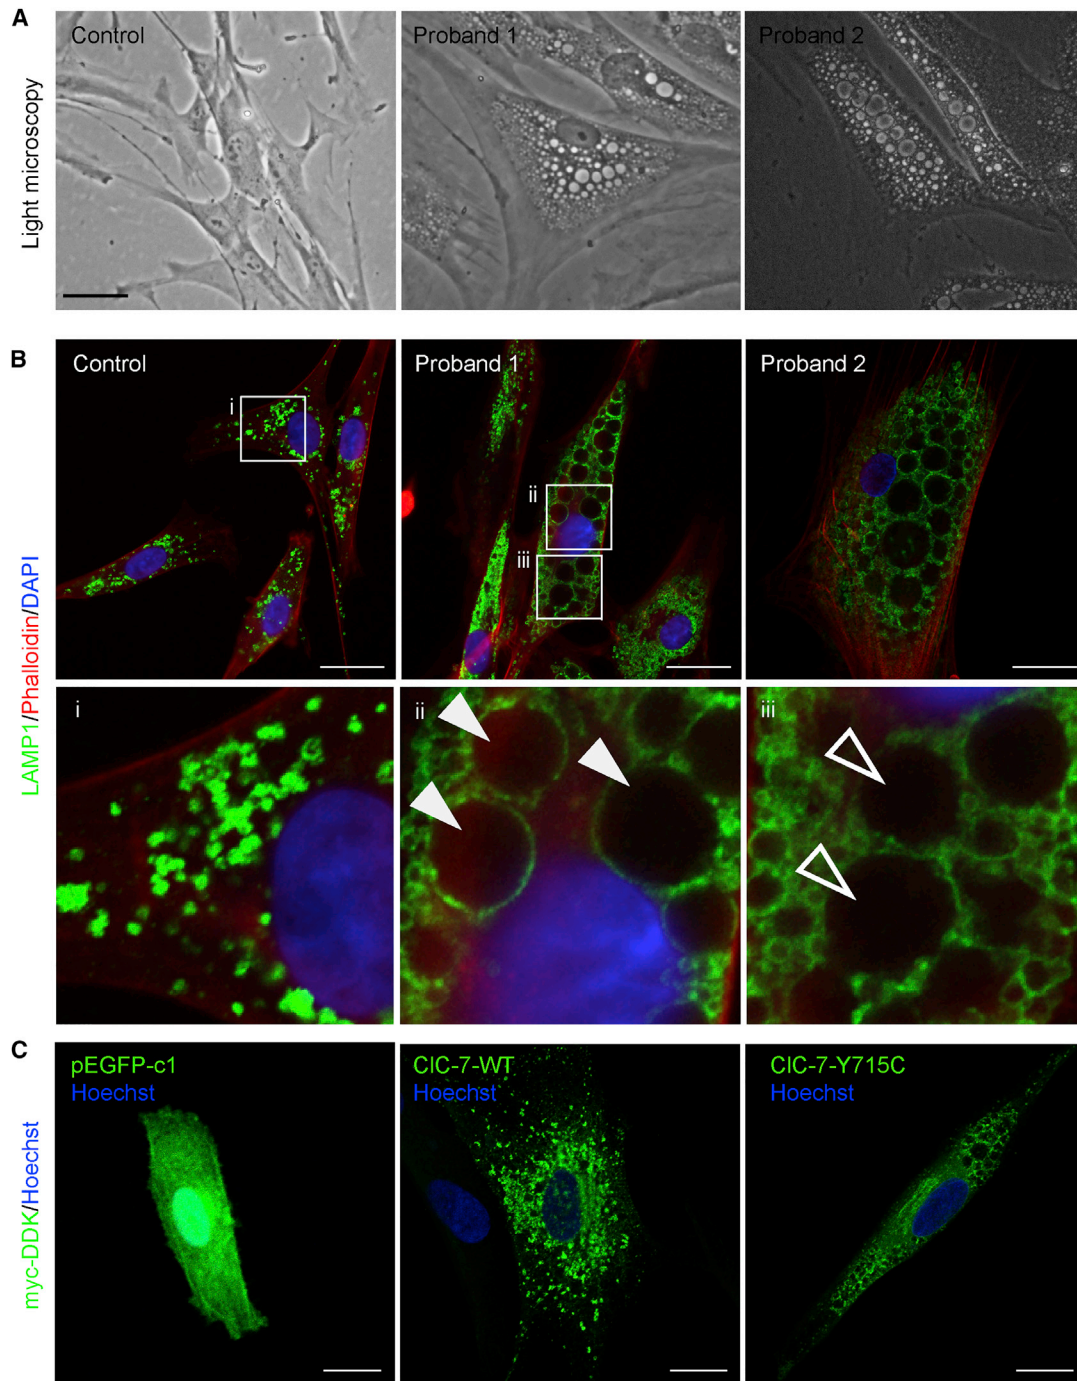 A
Control
Proband 1
Proband 2
Light microscopy
B
Control
Proband 1
Proband 2
i
ii
iii
LAMP1/Phalloidin/DAPI
i
ii
iii
C
pEGFP-c1
Hoechst
ClC-7-WT
Hoechst
ClC-7-Y715C
Hoechst
myc-DDK/Hoechst